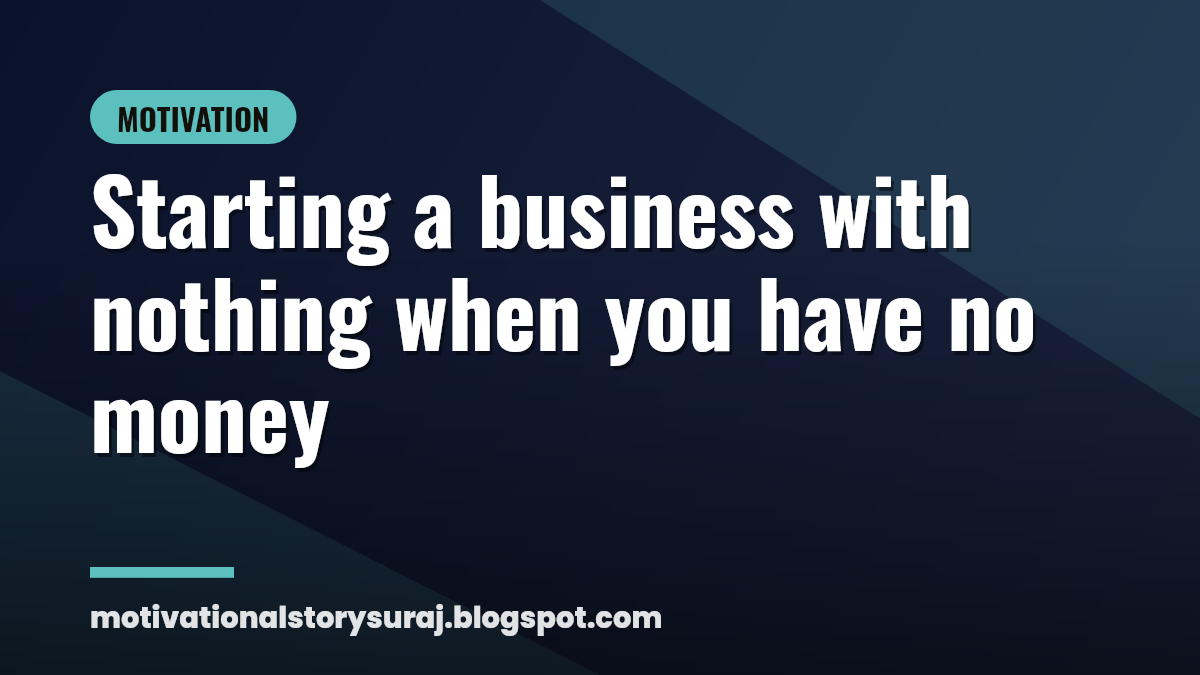 MOTIVATION
Starting a business with
nothing when you have no
money
motivationalstorysuraj.blogspot.com